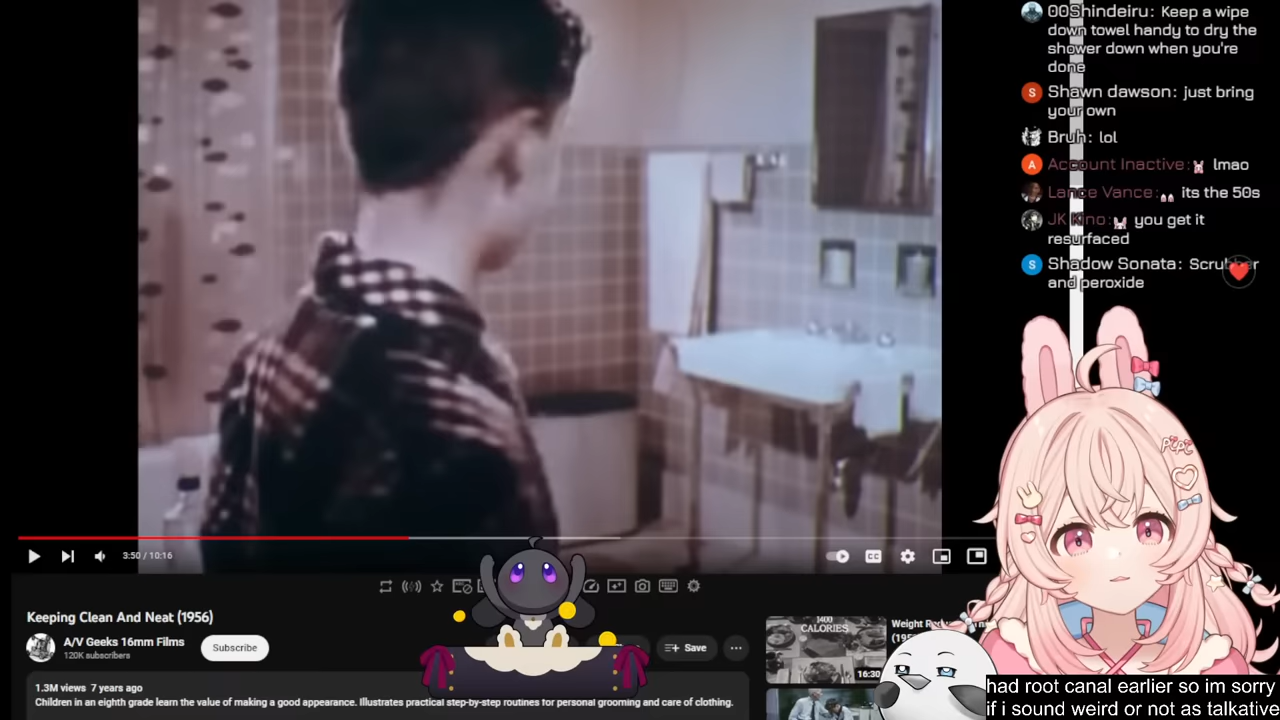 00Shindeiru: Keep a wipe
down towel handy to dry the
shower down when you're
done
S Shawn dawson: just bring
your own
Bruh: lol
A Account Inactive: lmao
Lance Vance: its the 50s
JK Kino: you get it
resurfaced
S Shadow Sonata: Scrubber
and peroxide
PiPi
3:50 / 10:16
CC
Keeping Clean And Neat (1956)
A/V Geeks 16mm Films
120K subscribers
Subscribe
Save
1400
CALORIES
16:30
Weight
1.3M views 7 years ago
Children in an eighth grade learn the value of making a good appearance. Illustrates practical step-by-step routines for personal grooming and care of clothing.
had root canal earlier so im sorry
if i sound weird or not as talkative